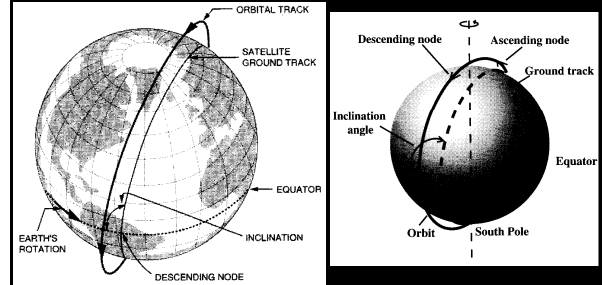 ORBITAL TRACK
SATELLITE
GROUND TRACK
EQUATOR
INCLINATION
EARTH'S
ROTATION
DESCENDING NODE
Descending node
Ascending node
Ground track
Inclination
angle
Equator
Orbit
South Pole